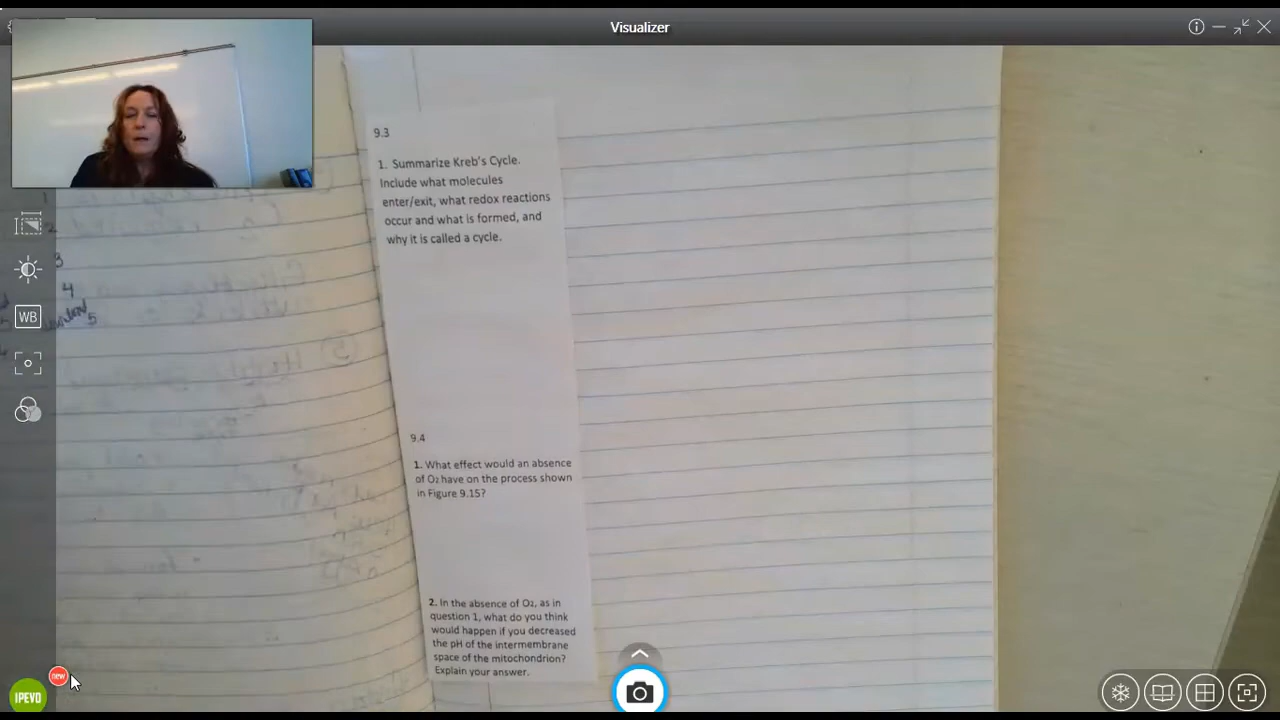 Visualizer
9.3
1. Summarize Kreb's Cycle.
Include what molecules
enter/exit, what redox reactions
occur and what is formed, and
why it is called a cycle.
3
4
5
WB
9.4
1. What effect would an absence
of O₂ have on the process shown
in Figure 9.15?
2. In the absence of O₂, as in
question 1, what do you think
would happen if you decreased
the pH of the intermembrane
space of the mitochondrion?
Explain your answer.
new
IPEVO